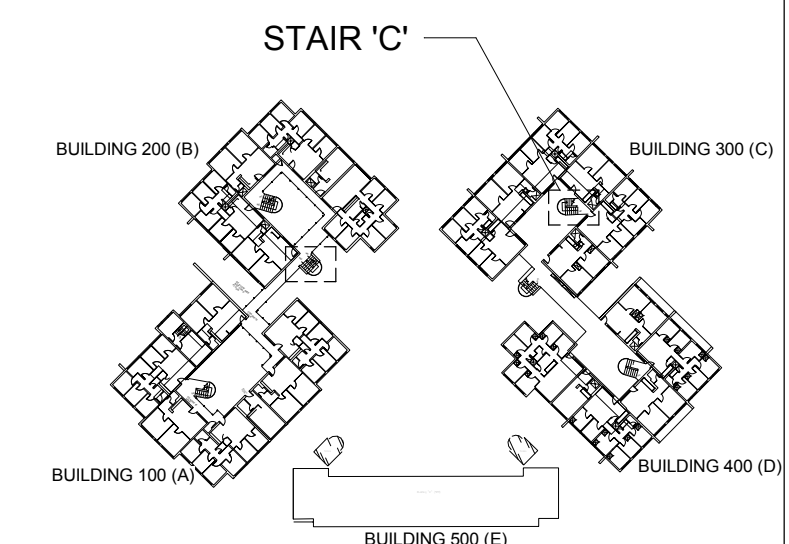 STAIR 'C'
BUILDING 200 (B)
BUILDING 300 (C)
BUILDING 100 (A)
BUILDING 400 (D)
BUILDING 500 (E)